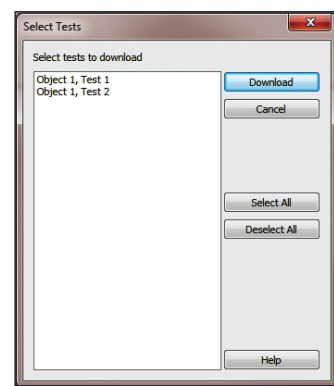 Select Tests
Select tests to download
Object 1, Test 1
Object 1, Test 2
Download
Cancel
Select All
Deselect All
Help